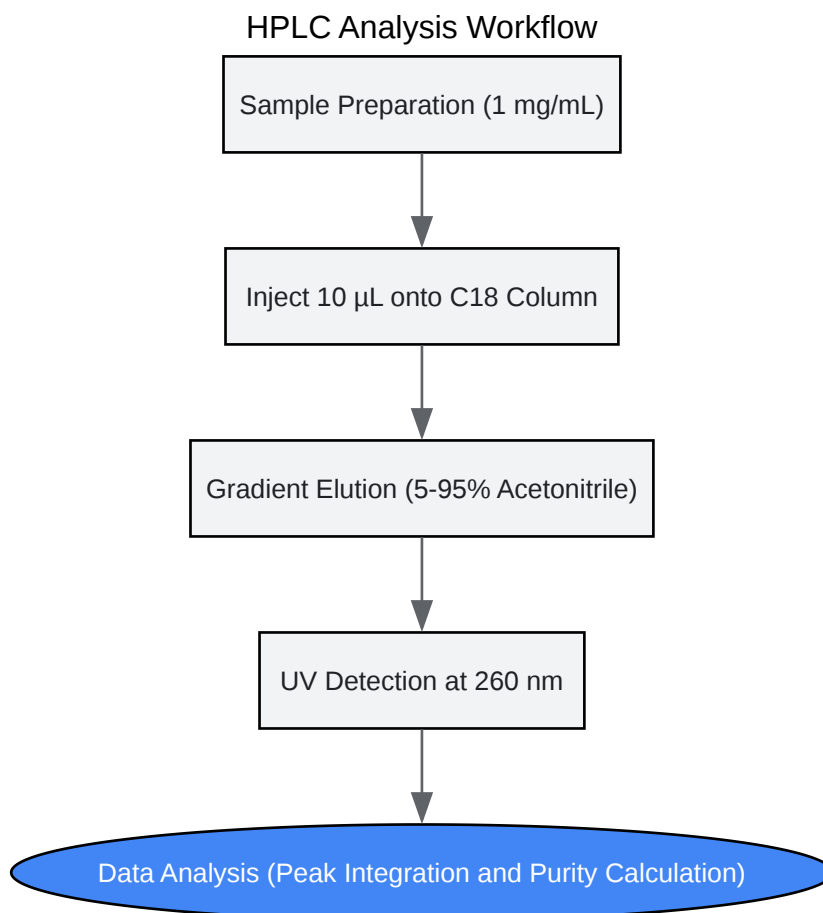 HPLC Analysis Workflow
Sample Preparation (1 mg/mL)
Inject 10 µL onto C18 Column
Gradient Elution (5-95% Acetonitrile)
UV Detection at 260 nm
Data Analysis (Peak Integration and Purity Calculation)